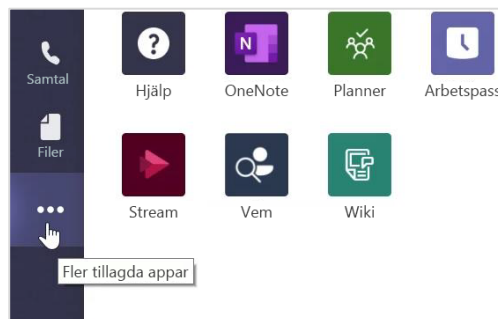 Samtal
Filer
Fler tillagda appar
Hjälp
N
OneNote
Planner
Arbetspass
Stream
Vem
Wiki